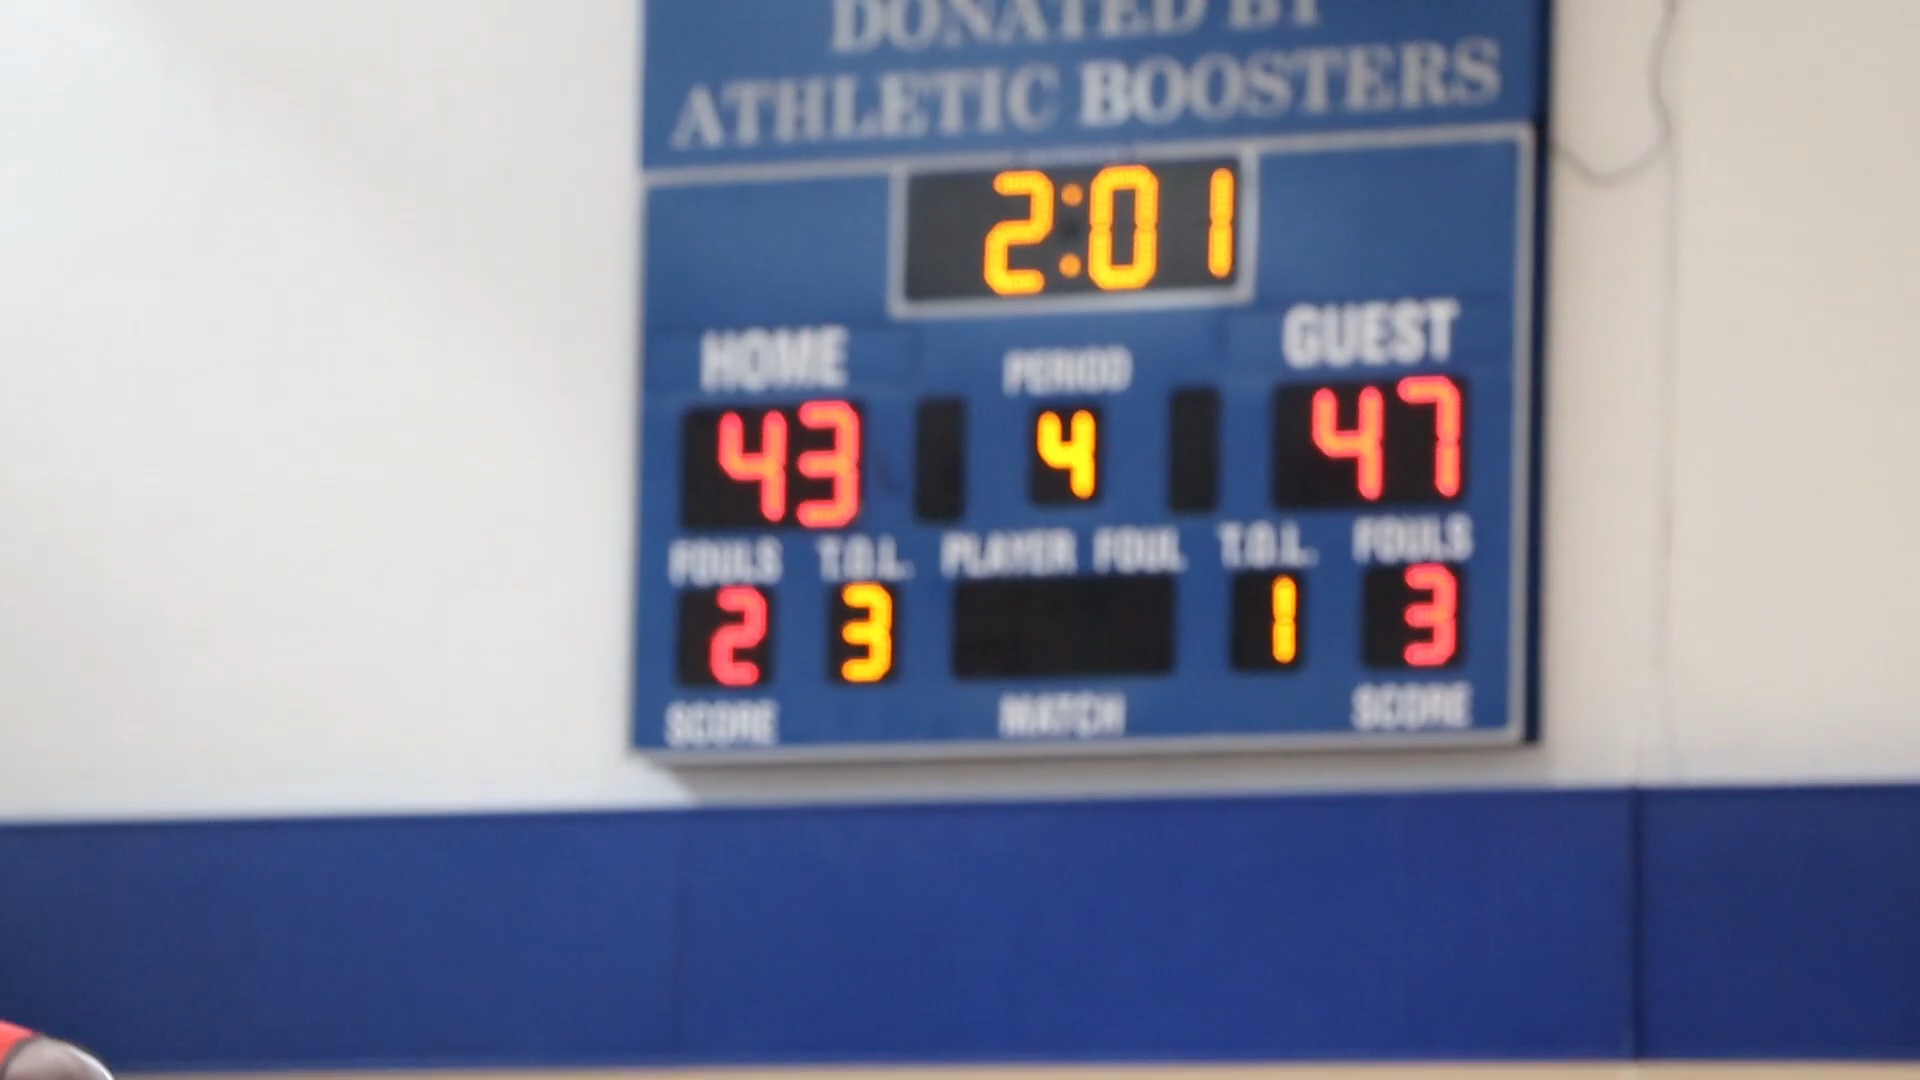 DONATED BY
ATHLETIC BOOSTERS
2:01
HOME PERIOD GUEST
43 4 47
FOULS T.O.L. PLAYER FOUL T.O.L. FOULS
2 3 1 3
SCORE MATCH SCORE